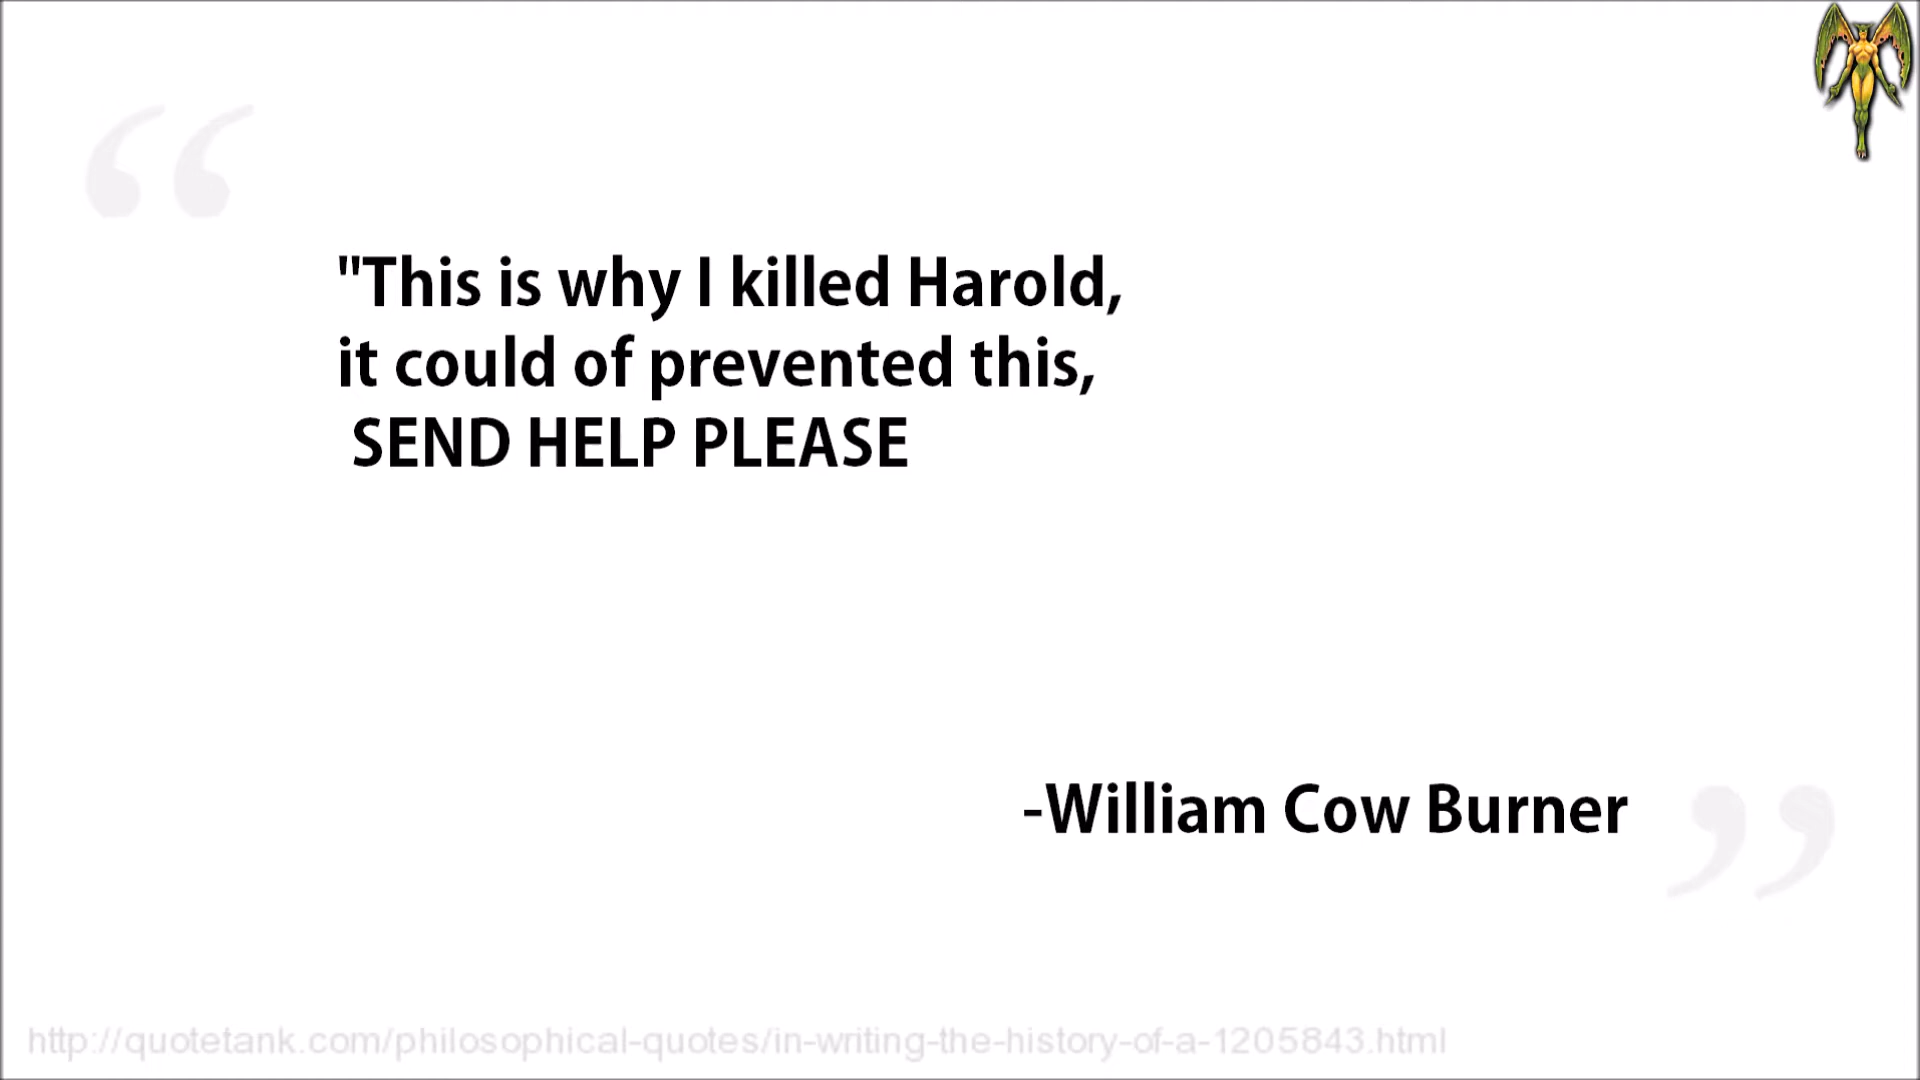 "This is why I killed Harold,
it could of prevented this,
SEND HELP PLEASE
-William Cow Burner
http://quotetank.com/philosophical-quotes/in-writing-the-history-of-a-1205843.html